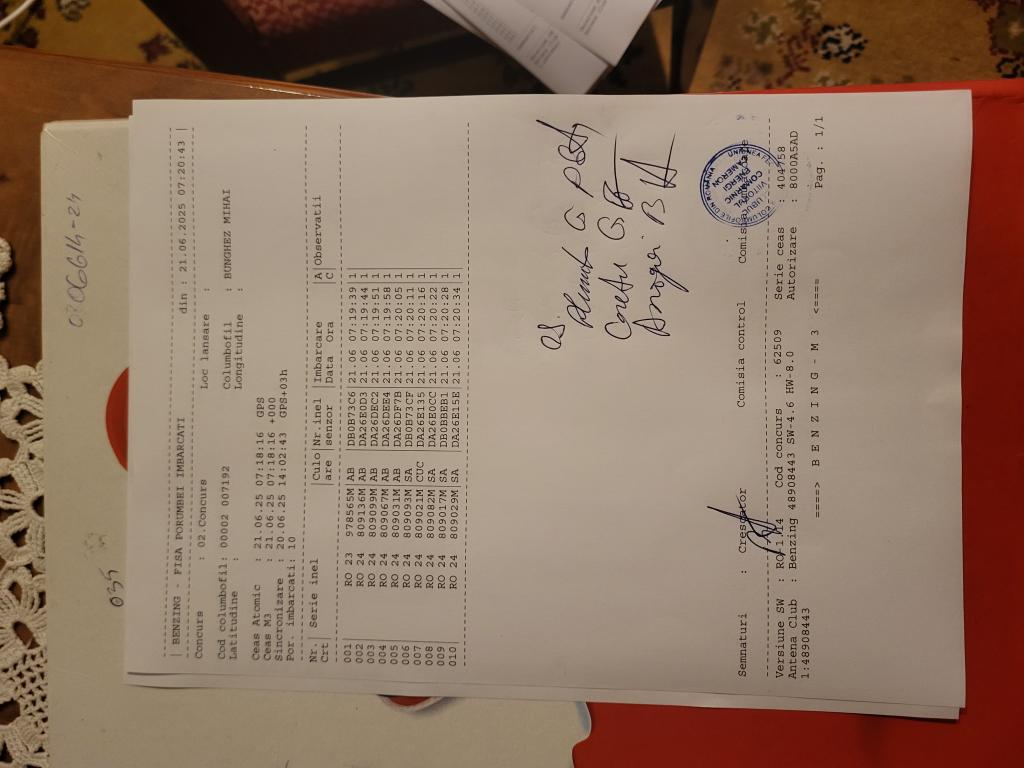 | BENZING - FISA PORUMBEI IMBARCATI din : 21.06.2025 07:20:43 |
Concurs : 02.Concurs Loc lansare :
Cod columbofil: 00002 007192 Columbofil : BUNGHEZ MIHAI
Latitudine : Longitudine :
Ceas Atomic : 21.06.25 07:18:16 GPS
Ceas M3 : 21.06.25 07:18:16 +000
Sincronizare : 20.06.25 14:02:43 GPS+03h
Por. imbarcati: 10
Nr.| Serie inel |Culo|Nr.inel |Imbarcare |A|Observatii
Crt| |are |senzor |Data Ora |C|
001| RO 23 978565M|AB |DB0B73C6|21.06 07:19:39|1
002| RO 24 809136M|AB |DA26E0D3|21.06 07:19:44|1
003| RO 24 809099M|AB |DA26DEC2|21.06 07:19:51|1
004| RO 24 809067M|AB |DA26DEE4|21.06 07:19:58|1
005| RO 24 809031M|AB |DA26DF7B|21.06 07:20:05|1
006| RO 24 809093M|SA |DB0B73CF|21.06 07:20:11|1
007| RO 24 809021M|CUC |DA26E135|21.06 07:20:16|1
008| RO 24 809082M|SA |DA26E0CC|21.06 07:20:22|1
009| RO 24 809017M|SA |DB0BBEB1|21.06 07:20:28|1
010| RO 24 809029M|SA |DA26E15E|21.06 07:20:34|1
Semnaturi : Crescator Comisia control
Versiune SW : Cod concurs : 62509 Serie ceas : 404758
Antena Club : Benzing 48908443 SW-4.6 HW-8.0 Autorizare : 8000A5AD
1:48908443
====> B E N Z I N G - M 3 <==== Pag. : 1/1
035